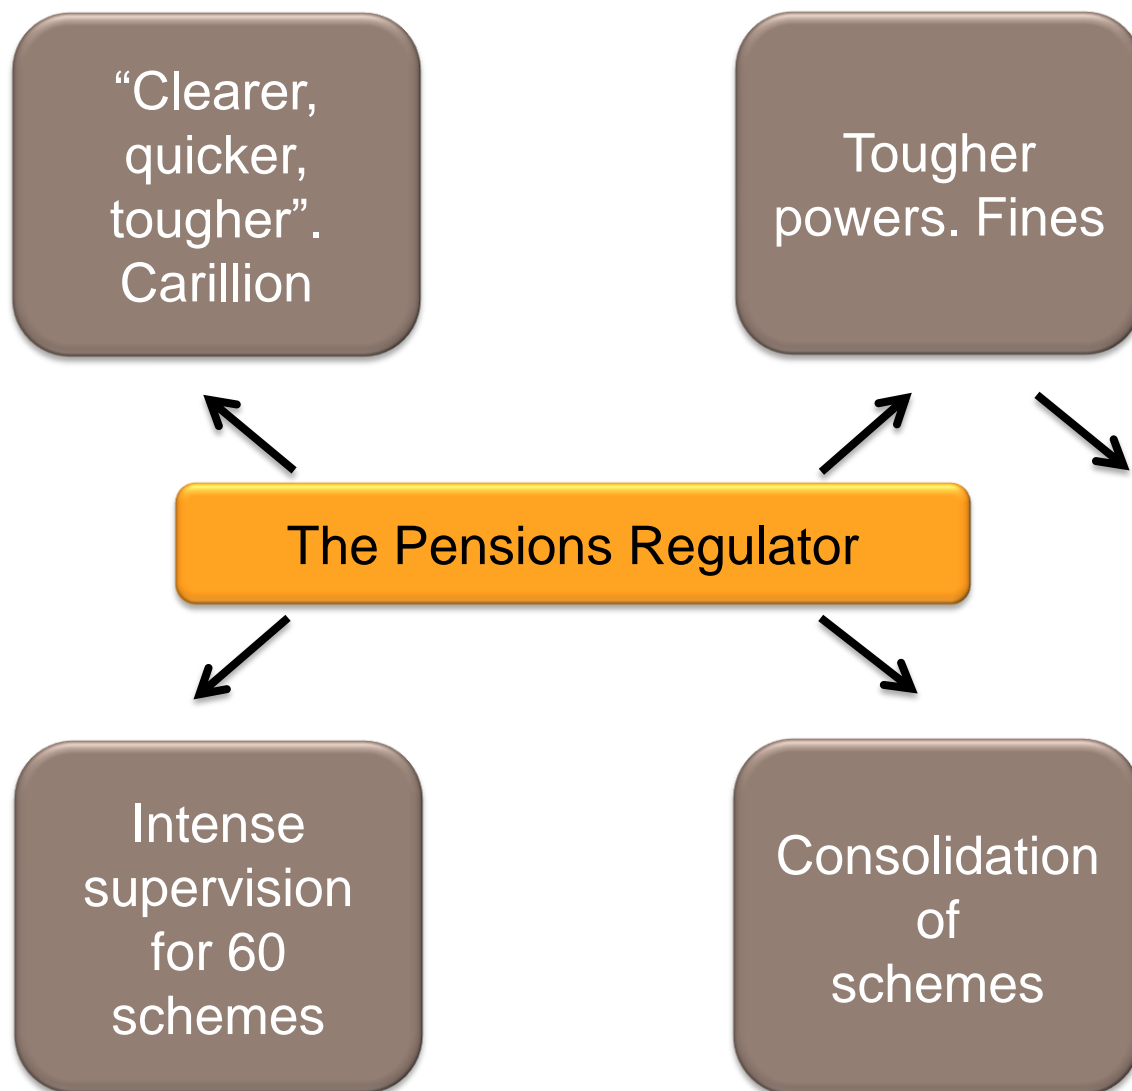 “Clearer,
quicker,
tougher”.
Carillion
Tougher
powers. Fines
The Pensions Regulator
Intense
supervision
for 60
schemes
Consolidation
of
schemes